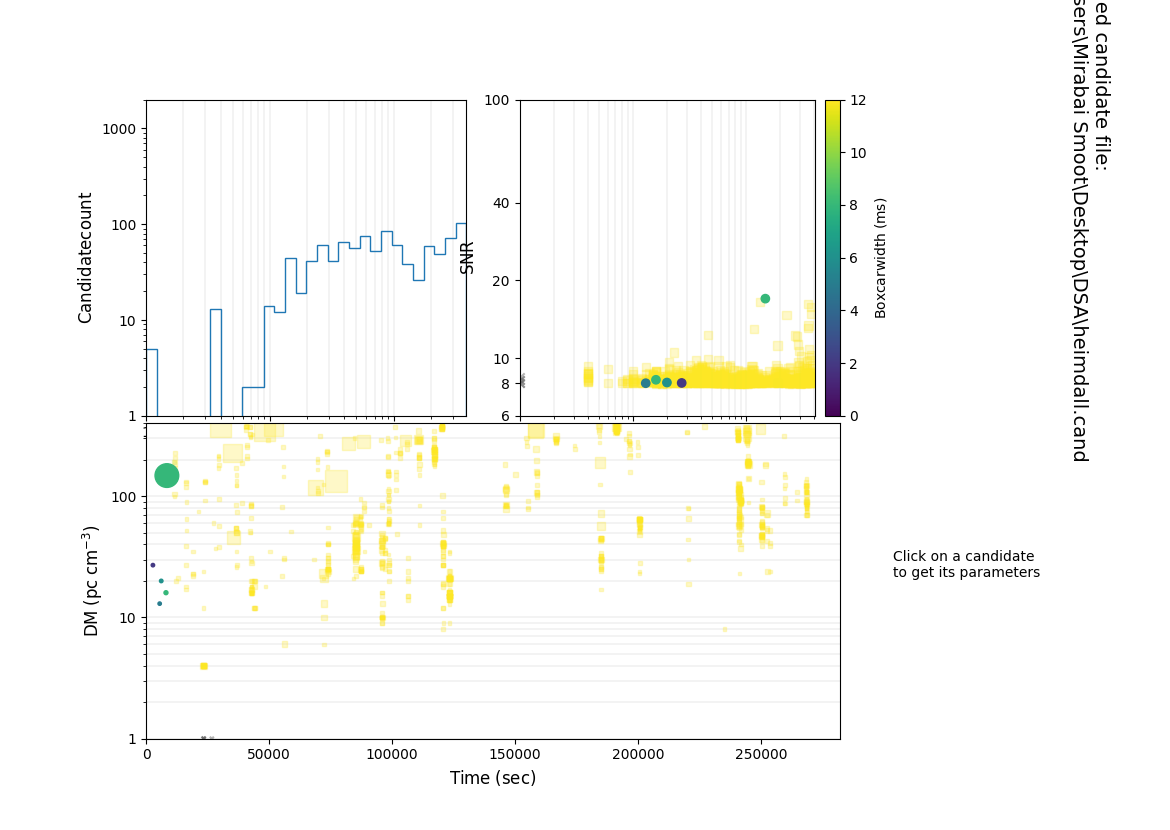 ed candidate file:
sers\Mirabai Smoot\Desktop\DSA\heimdall.cand
1000
100
10
1
Candidatecount
100
40
20
10
8
6
SNR
12
10
8
6
4
2
0
Boxcarwidth (ms)
100
10
1
DM (pc cm⁻³)
0 50000 100000 150000 200000 250000
Time (sec)
Click on a candidate
to get its parameters